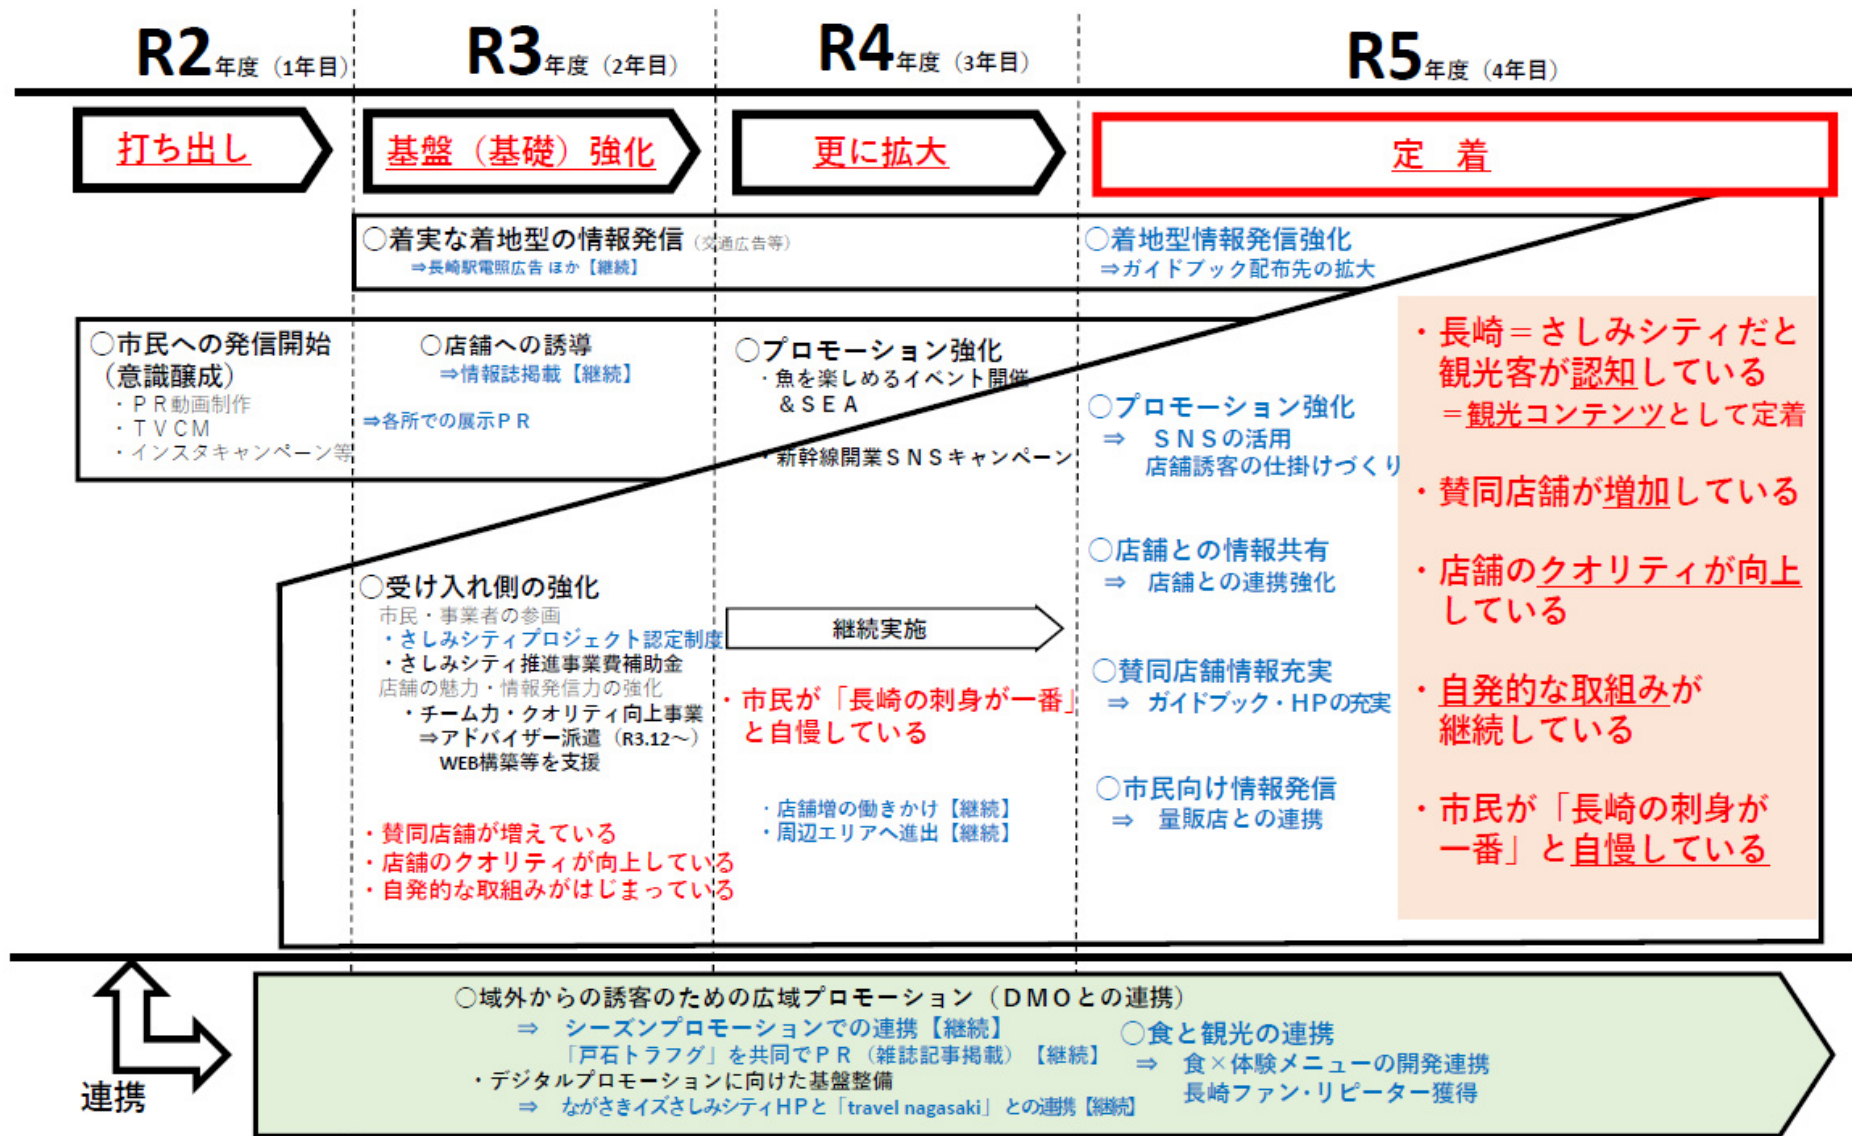 R2年度（1年目）
R3年度（2年目）
R4年度（3年目）
R5年度（4年目）
打ち出し
基盤（基礎）強化
更に拡大
定　着
○着実な着地型の情報発信（交通広告等）
⇒長崎駅電照広告 ほか【継続】
○着地型情報発信強化
⇒ガイドブック配布先の拡大
○市民への発信開始
（意識醸成）
・ＰＲ動画制作
・ＴＶＣＭ
・インスタキャンペーン等
○店舗への誘導
⇒情報誌掲載【継続】
⇒各所での展示ＰＲ
○プロモーション強化
・魚を楽しめるイベント開催
＆ＳＥＡ
・新幹線開業ＳＮＳキャンペーン
○プロモーション強化
⇒　ＳＮＳの活用
店舗誘客の仕掛けづくり
○店舗との情報共有
⇒　店舗との連携強化
○賛同店舗情報充実
⇒　ガイドブック・ＨＰの充実
○市民向け情報発信
⇒　量販店との連携
・長崎＝さしみシティだと
観光客が認知している
＝観光コンテンツとして定着
・賛同店舗が増加している
・店舗のクオリティが向上
している
・自発的な取組みが
継続している
・市民が「長崎の刺身が
一番」と自慢している
○受け入れ側の強化
市民・事業者の参画
・さしみシティプロジェクト認定制度
・さしみシティ推進事業費補助金
店舗の魅力・情報発信力の強化
・チーム力・クオリティ向上事業
⇒アドバイザー派遣（R3.12～）
WEB構築等を支援
・賛同店舗が増えている
・店舗のクオリティが向上している
・自発的な取組みがはじまっている
継続実施
・市民が「長崎の刺身が一番」
と自慢している
・店舗増の働きかけ【継続】
・周辺エリアへ進出【継続】
連携
○域外からの誘客のための広域プロモーション（ＤＭＯとの連携）
⇒　シーズンプロモーションでの連携【継続】
「戸石トラフグ」を共同でＰＲ（雑誌記事掲載）【継続】
・デジタルプロモーションに向けた基盤整備
⇒　ながさきイズさしみシティＨＰと「travel nagasaki」との連携【継続】
○食と観光の連携
⇒　食×体験メニューの開発連携
長崎ファン･リピーター獲得